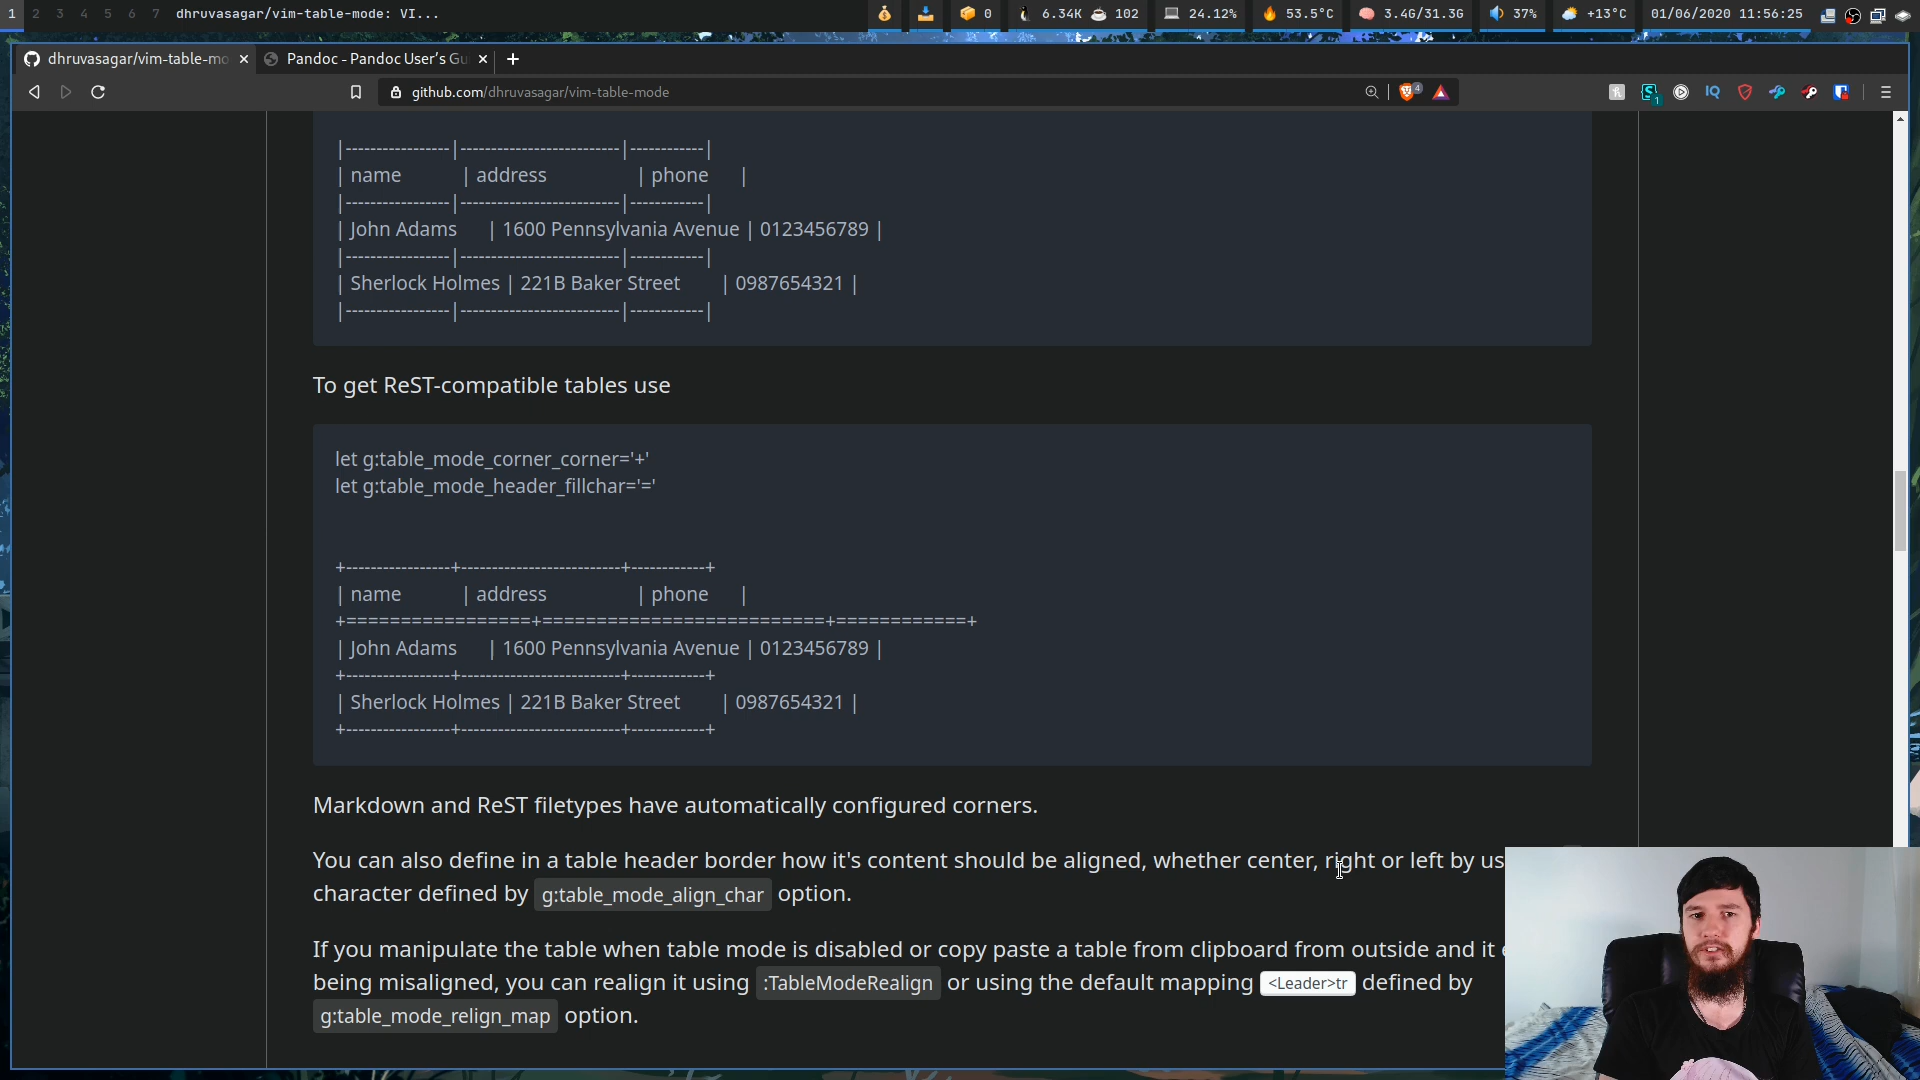 1 2 3 4 5 6 7 dhruvasagar/vim-table-mode: VI... 0 6.34K 102 24.12% 53.5°C 3.4G/31.3G 37% +13°C 01/06/2020 11:56:25
dhruvasagar/vim-table-mo × Pandoc - Pandoc User's Gu × +
github.com/dhruvasagar/vim-table-mode 4 1 IQ
|-----------------|--------------------------|------------|
| name | address | phone |
|-----------------|--------------------------|------------|
| John Adams | 1600 Pennsylvania Avenue | 0123456789 |
|-----------------|--------------------------|------------|
| Sherlock Holmes | 221B Baker Street | 0987654321 |
|-----------------|--------------------------|------------|
To get ReST-compatible tables use
let g:table_mode_corner_corner='+'
let g:table_mode_header_fillchar='='
+-----------------+--------------------------+------------+
| name | address | phone |
+=================+==========================+============+
| John Adams | 1600 Pennsylvania Avenue | 0123456789 |
+-----------------+--------------------------+------------+
| Sherlock Holmes | 221B Baker Street | 0987654321 |
+-----------------+--------------------------+------------+
Markdown and ReST filetypes have automatically configured corners.
You can also define in a table header border how it's content should be aligned, whether center, right or left by us
character defined by g:table_mode_align_char option.
If you manipulate the table when table mode is disabled or copy paste a table from clipboard from outside and it e
being misaligned, you can realign it using :TableModeRealign or using the default mapping <Leader>tr defined by
g:table_mode_relign_map option.